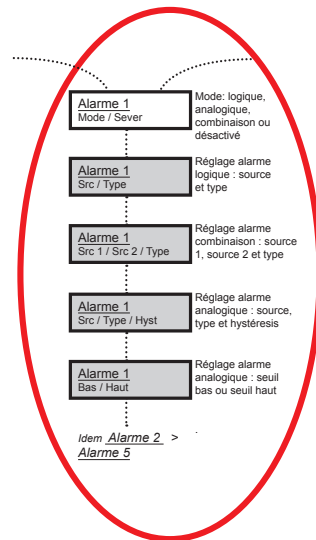 Alarme 1
Mode / Sever
Mode: logique,
analogique,
combinaison ou
désactivé
Alarme 1
Src / Type
Réglage alarme
logique : source
et type
Alarme 1
Src 1 / Src 2 / Type
Réglage alarme
combinaison : source
1, source 2 et type
Alarme 1
Src / Type / Hyst
Réglage alarme
analogique : source,
type et hystéresis
Alarme 1
Bas / Haut
Réglage alarme
analogique : seuil
bas ou seuil haut
Idem Alarme 2 >
Alarme 5